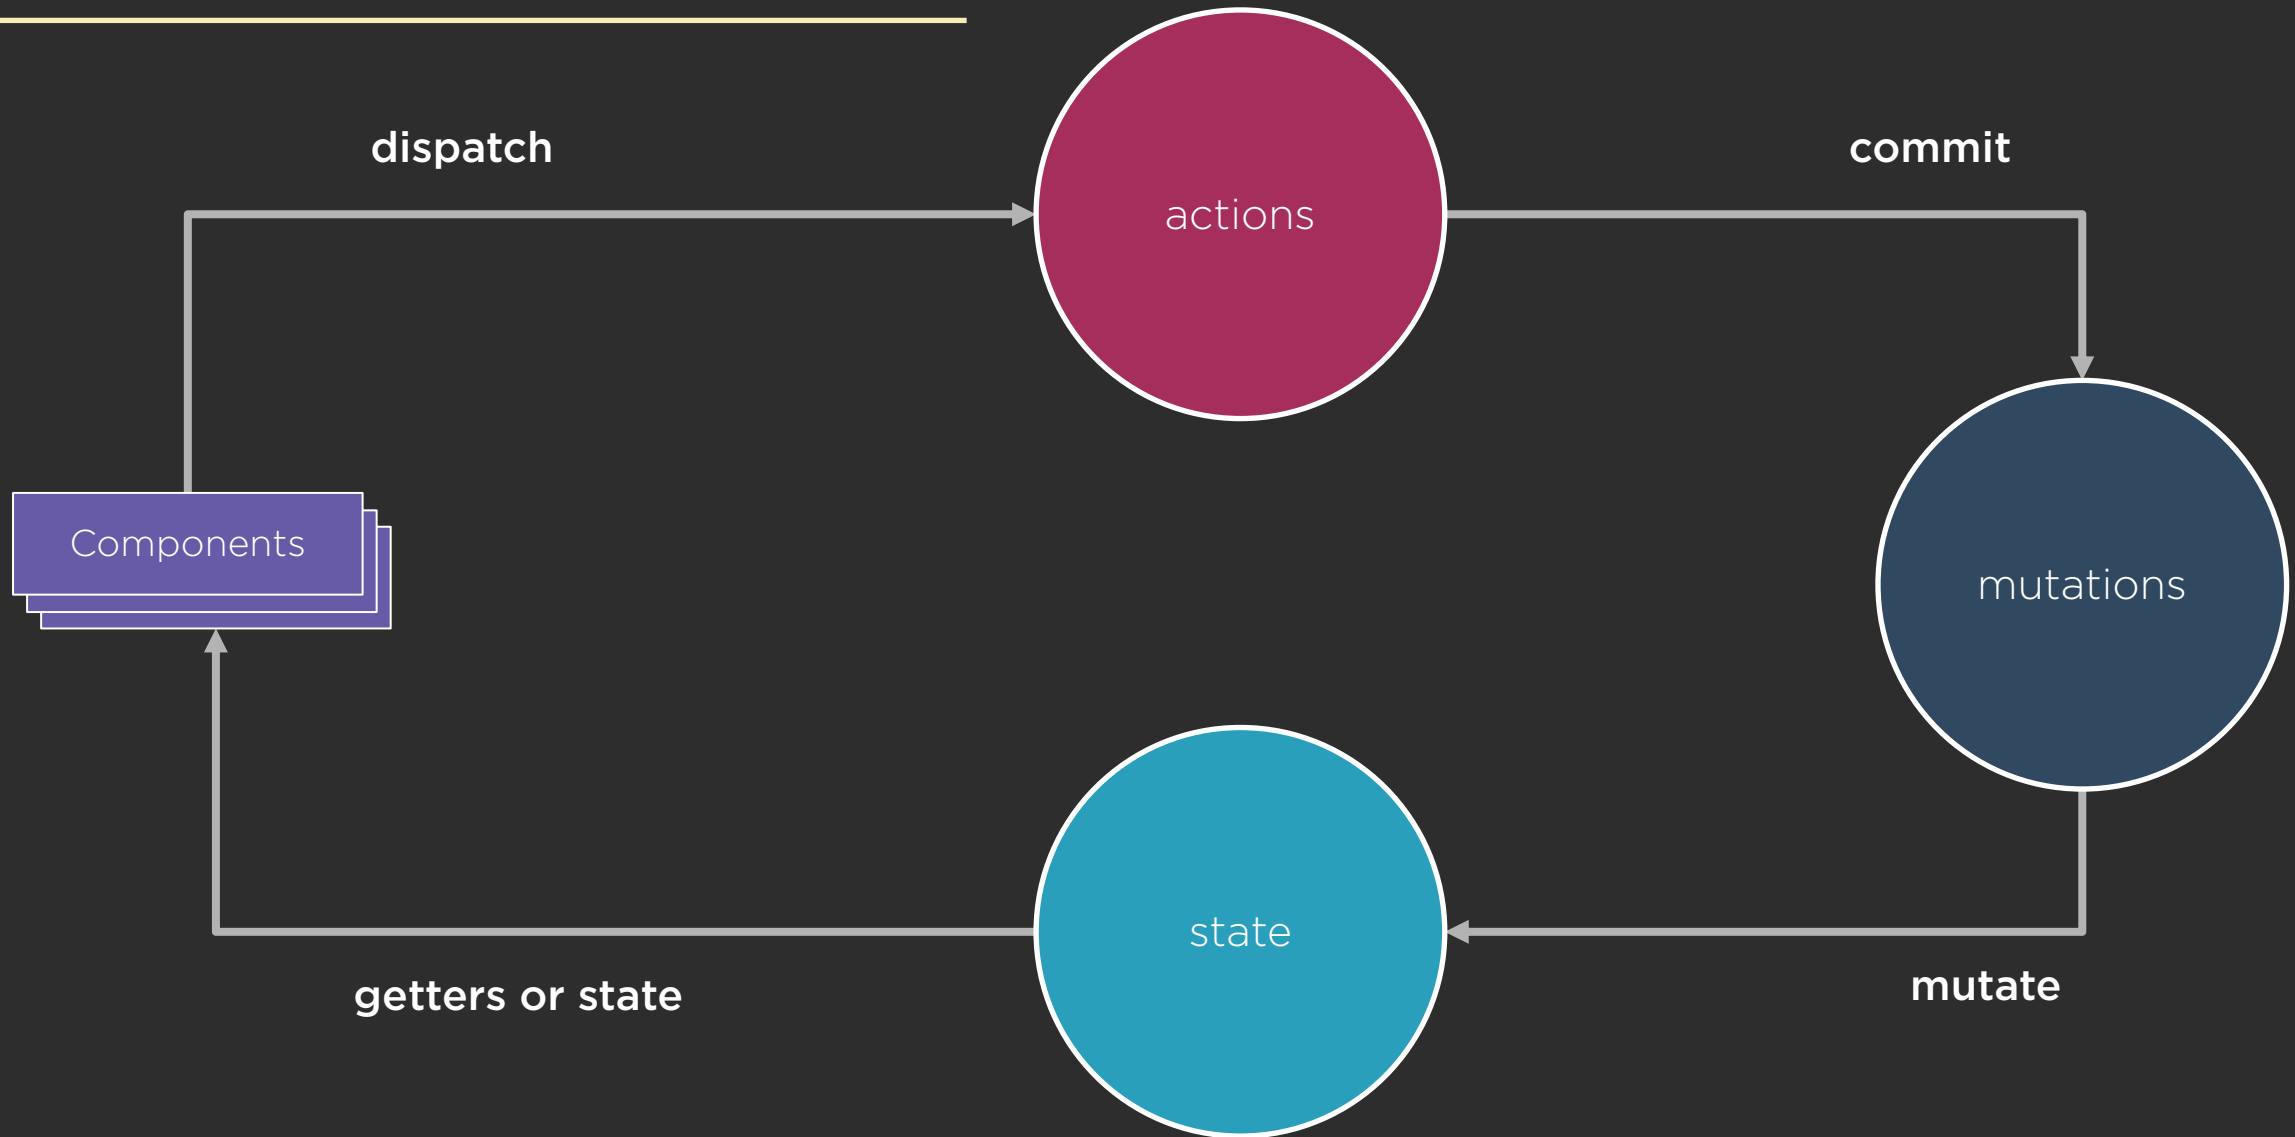 dispatch
commit
actions
Components
mutations
state
getters or state
mutate